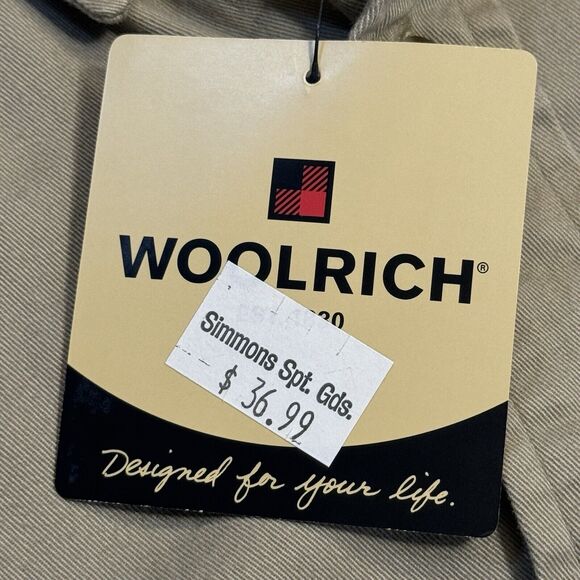 WOOLRICH®
Simmons Spt. Gds.
$ 36.99
Designed for your life.